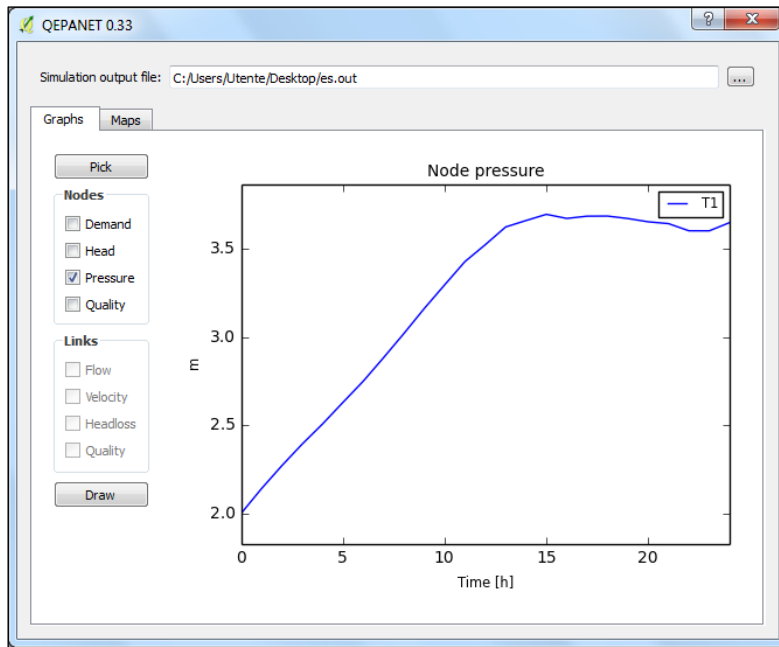 QEPANET 0.33
Simulation output file: C:/Users/Utente/Desktop/es.out ...
Graphs Maps
Pick
Nodes
Demand
Head
Pressure
Quality
Links
Flow
Velocity
Headloss
Quality
Draw
Node pressure
T1
3.5
3.0
2.5
2.0
m
0 5 10 15 20
Time [h]